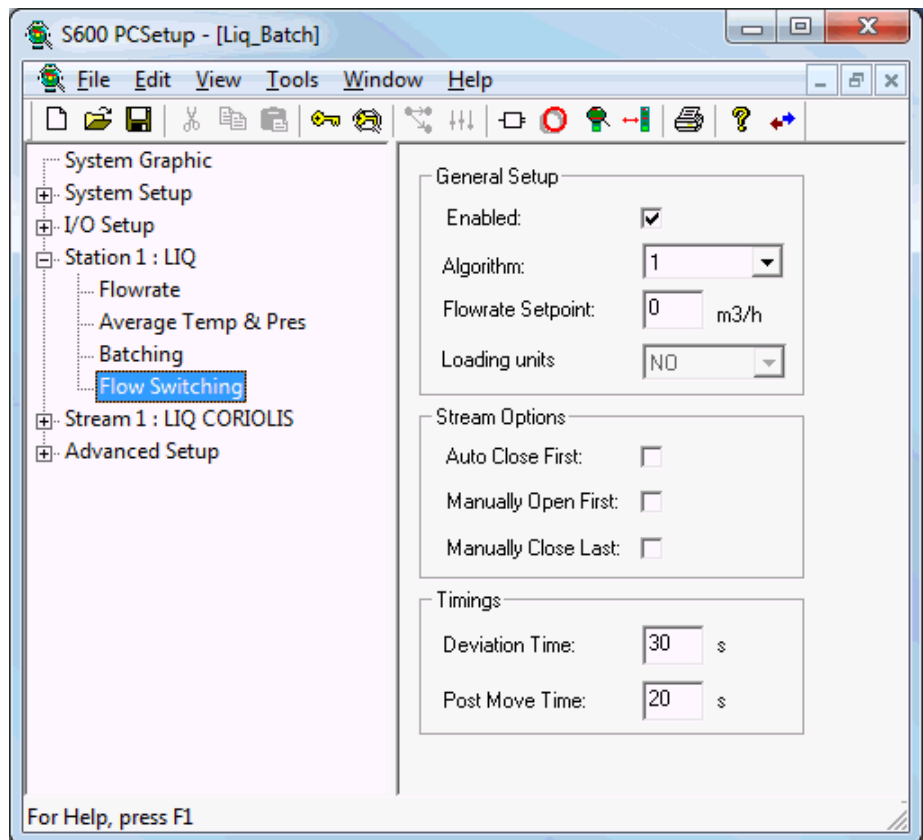 S600 PCSetup - [Liq_Batch]
File Edit View Tools Window Help
System Graphic
System Setup
I/O Setup
Station 1 : LIQ
Flowrate
Average Temp & Pres
Batching
Flow Switching
Stream 1 : LIQ CORIOLIS
Advanced Setup
General Setup
Enabled:
Algorithm: 1
Flowrate Setpoint: 0 m3/h
Loading units NO
Stream Options
Auto Close First:
Manually Open First:
Manually Close Last:
Timings
Deviation Time: 30 s
Post Move Time: 20 s
For Help, press F1